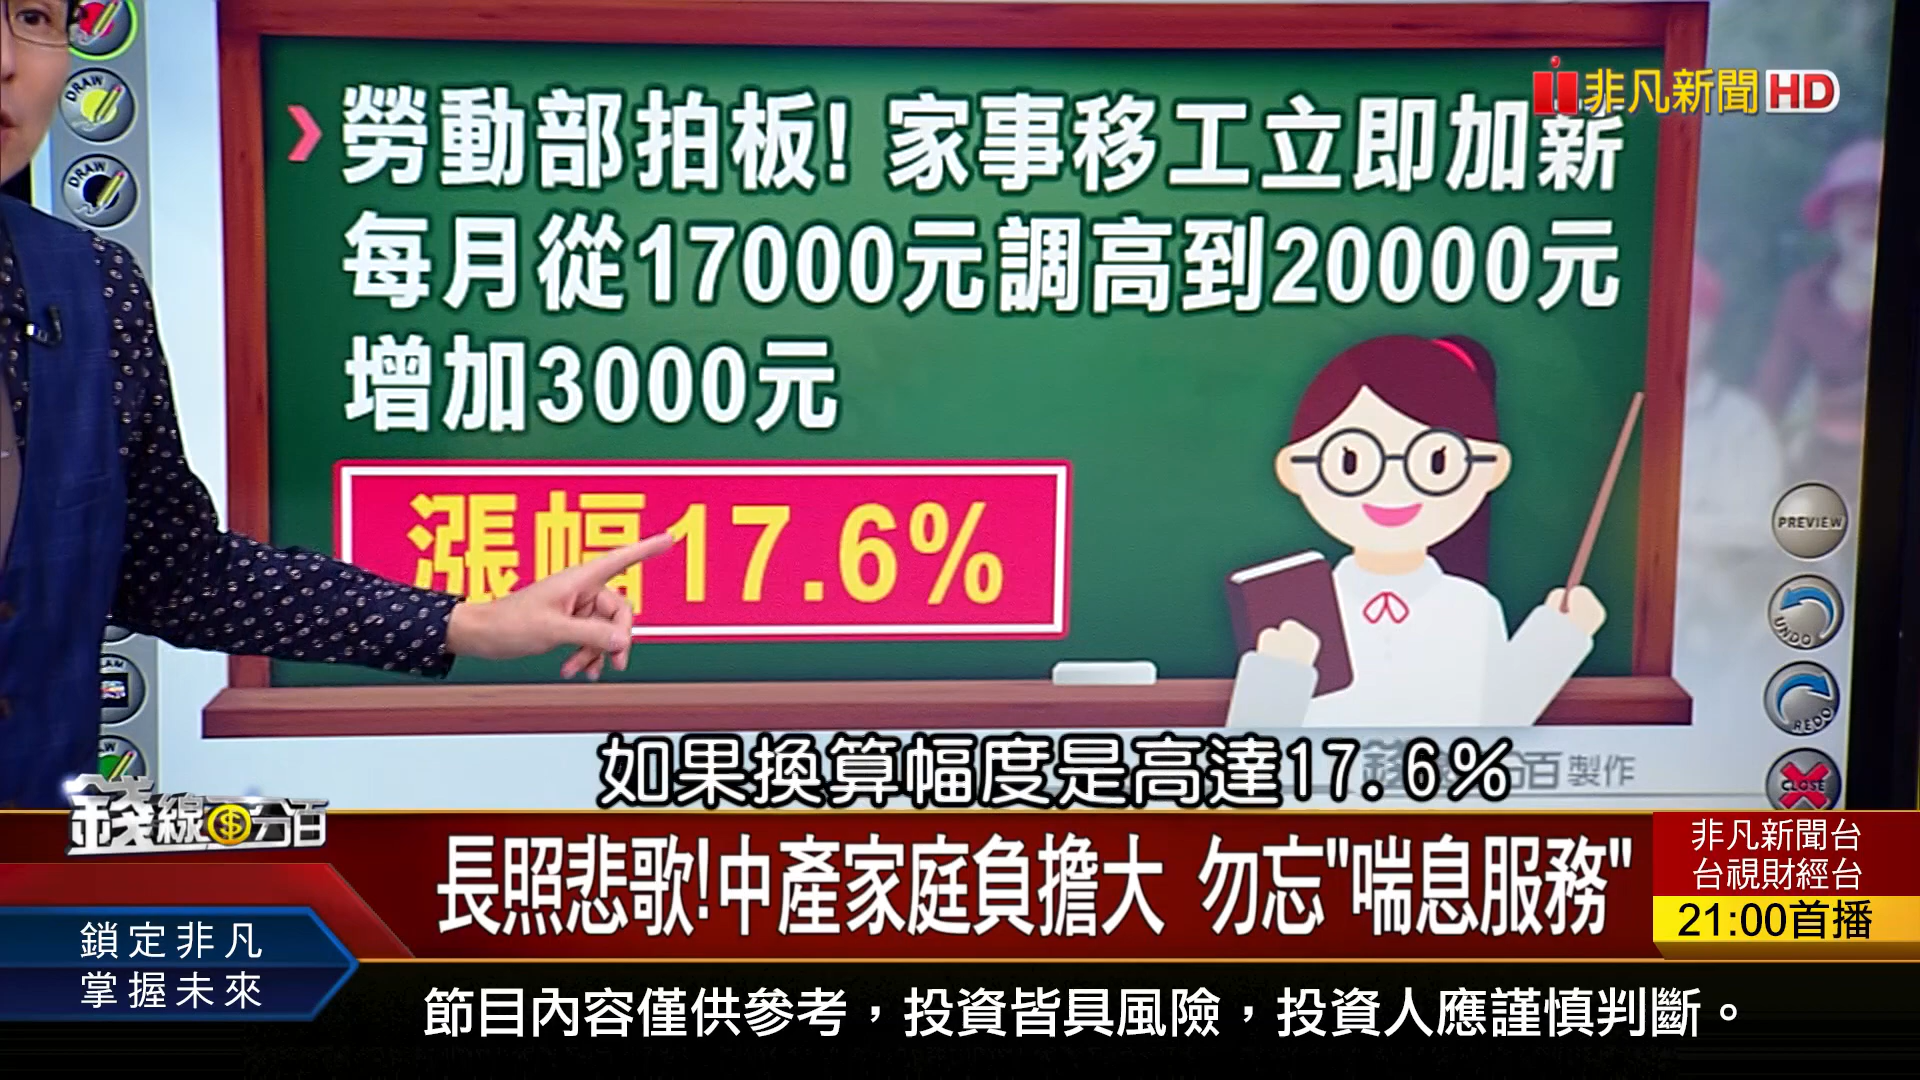 非凡新聞HD
勞動部拍板!家事移工立即加薪
每月從17000元調高到20000元
增加3000元
漲幅17.6%
DRAW
DRAW
PREVIEW
UNDO
REDO
CLOSE
製作
如果換算幅度是高達17.6%
錢線百分百
長照悲歌!中產家庭負擔大 勿忘"喘息服務"
非凡新聞台
台視財經台
21:00首播
鎖定非凡
掌握未來
節目內容僅供參考，投資皆具風險，投資人應謹慎判斷。